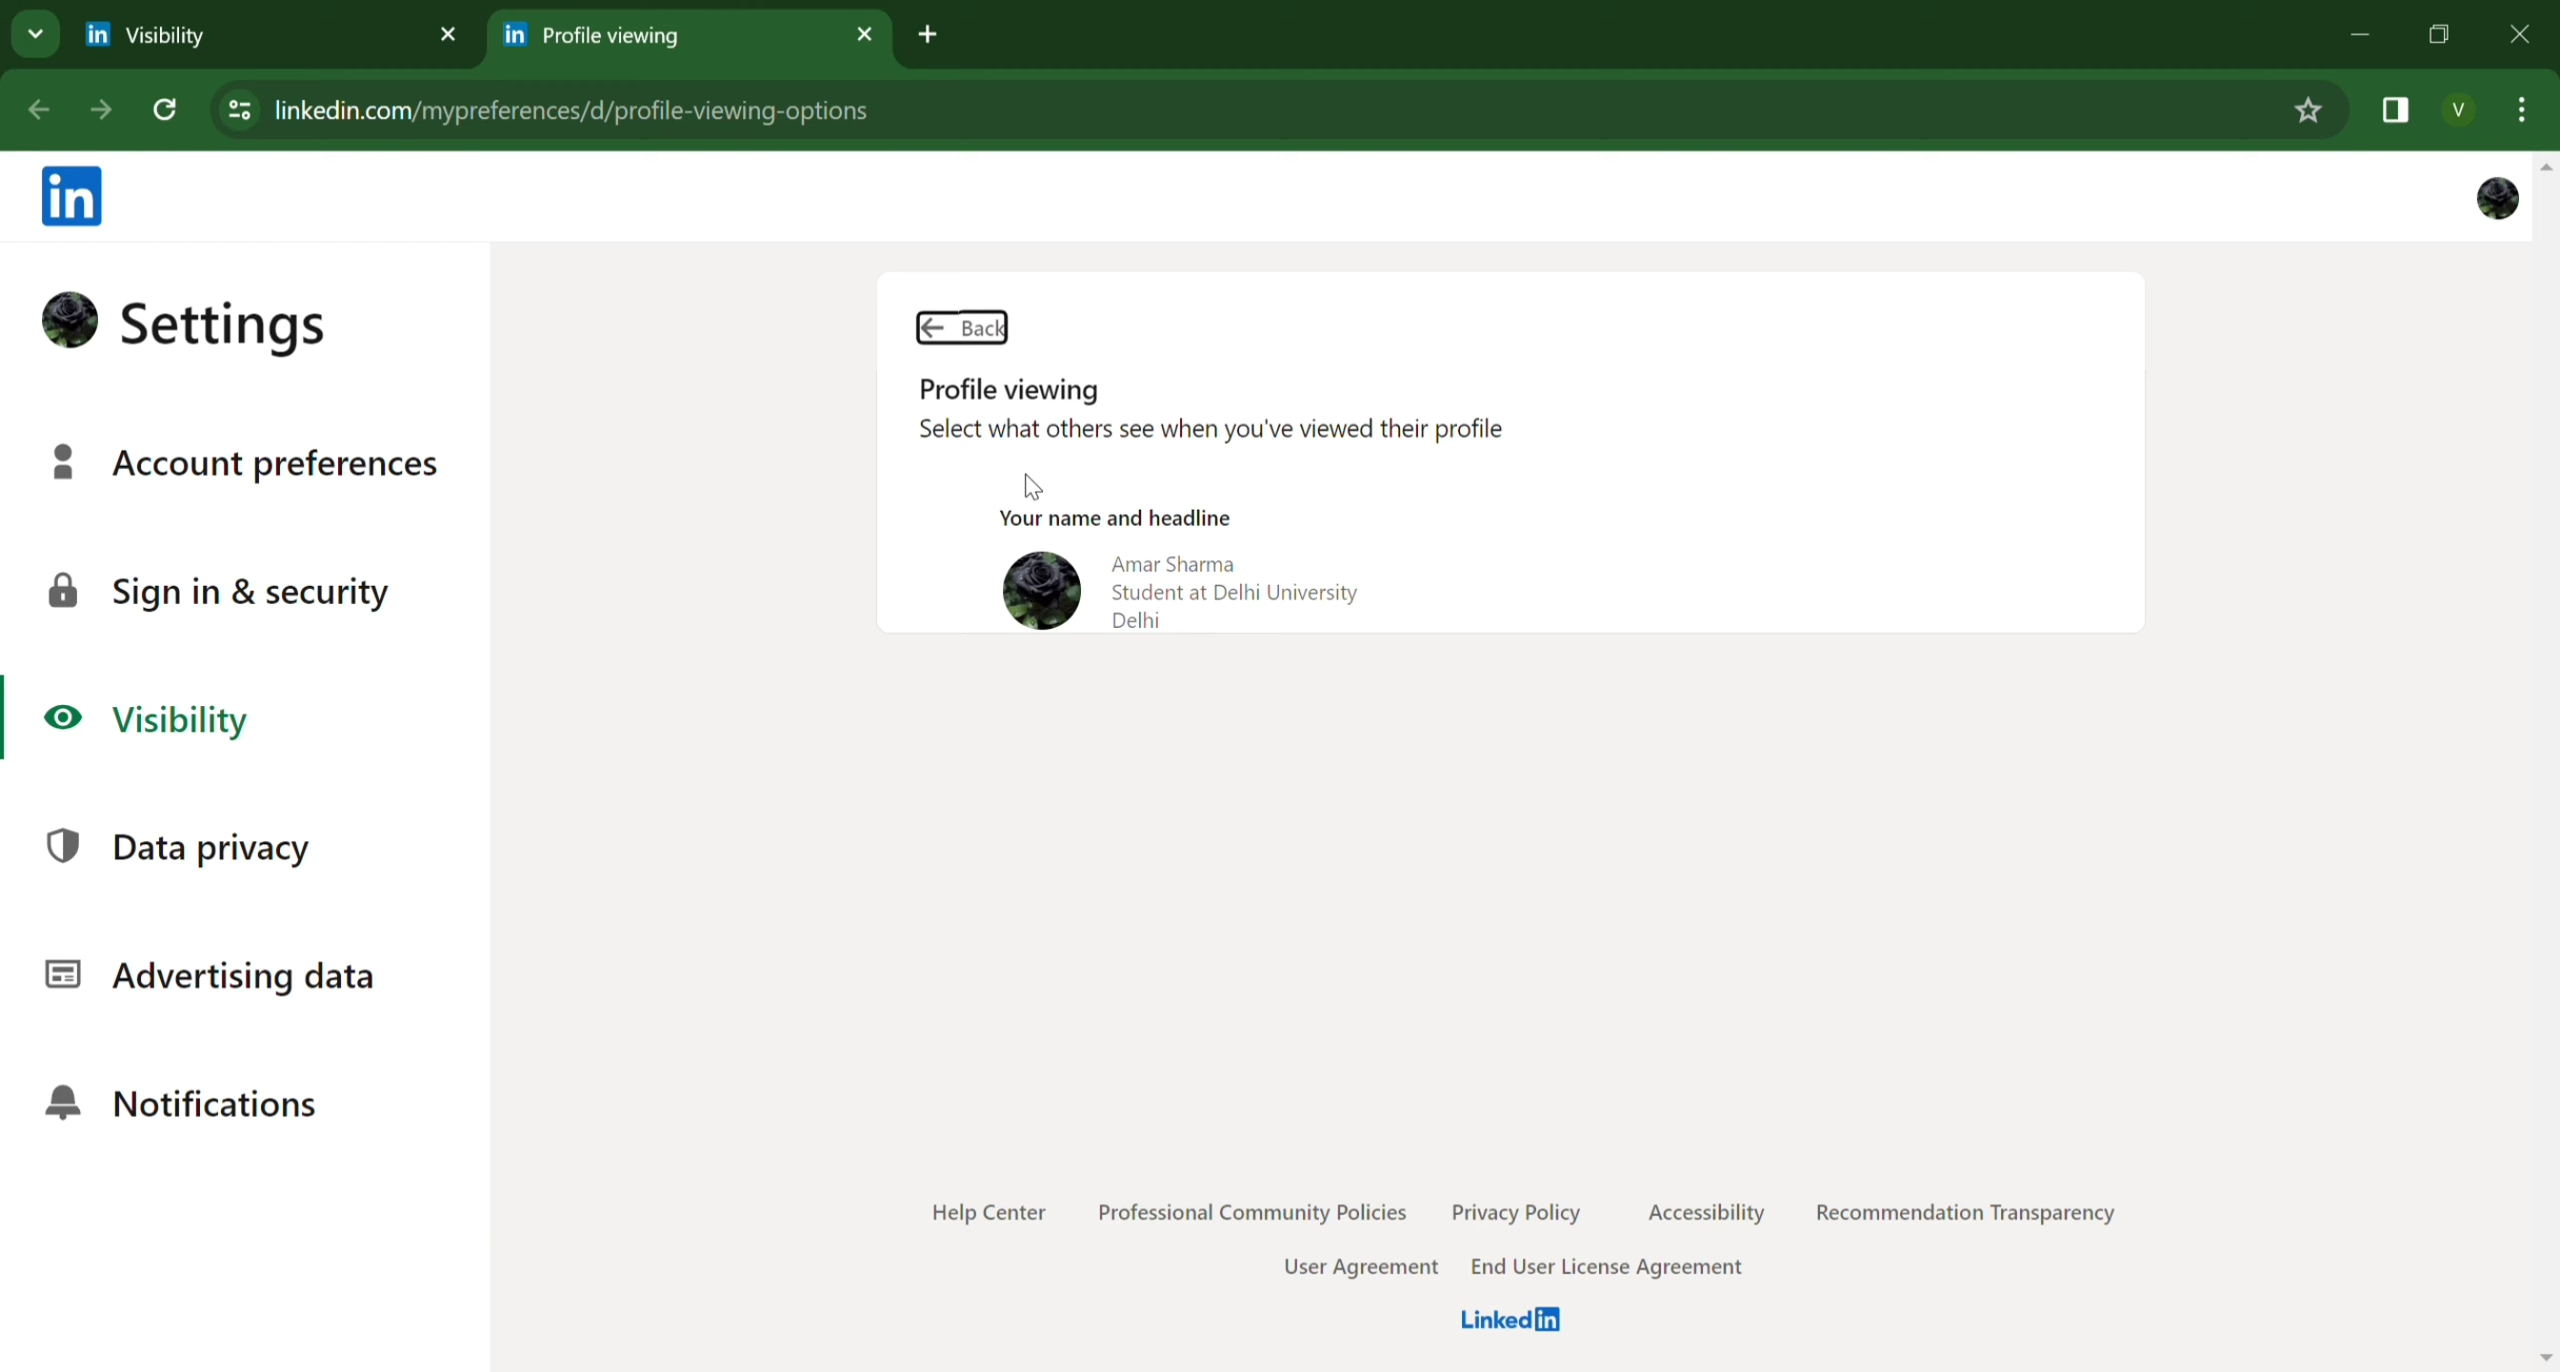 Visibility
Profile viewing
linkedin.com/mypreferences/d/profile-viewing-options
V
in
Settings
Account preferences
Sign in & security
Visibility
Data privacy
Advertising data
Notifications
Back
Profile viewing
Select what others see when you've viewed their profile
Your name and headline
Amar Sharma
Student at Delhi University
Delhi
Help Center Professional Community Policies Privacy Policy Accessibility Recommendation Transparency
User Agreement End User License Agreement
LinkedIn